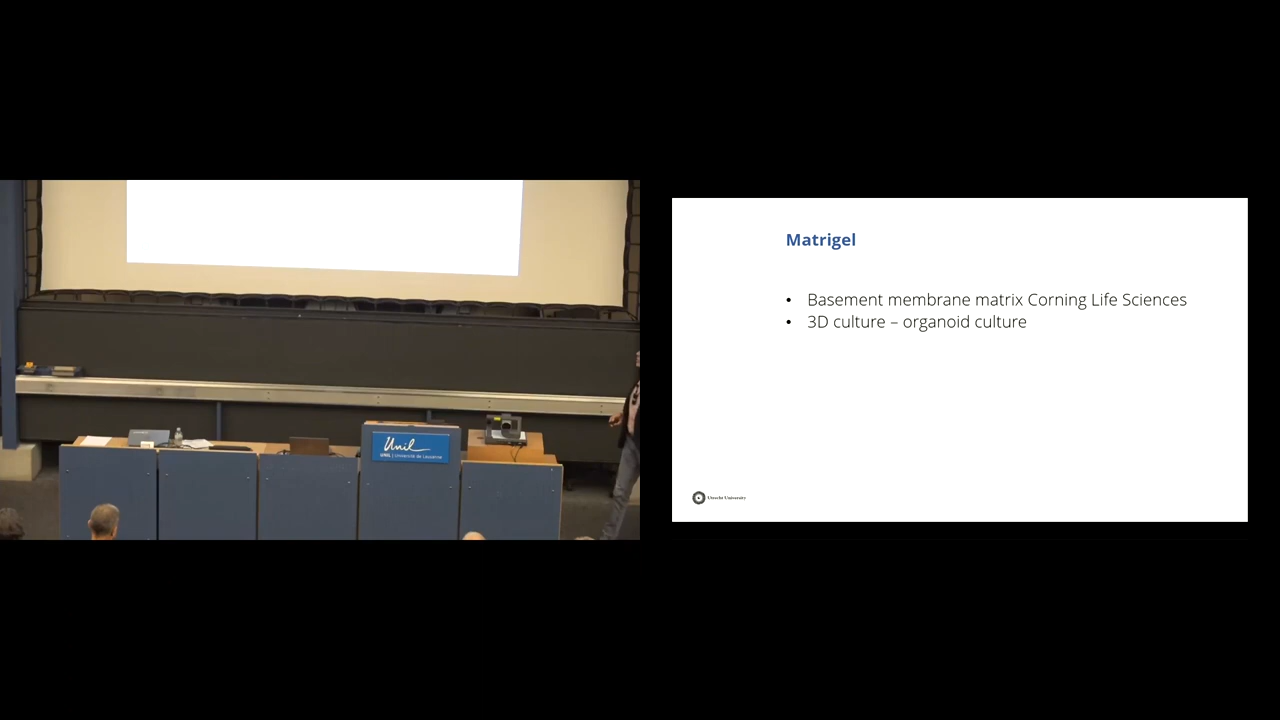 Unil
UNIL | Université de Lausanne
Matrigel
• Basement membrane matrix Corning Life Sciences
• 3D culture – organoid culture
Utrecht University